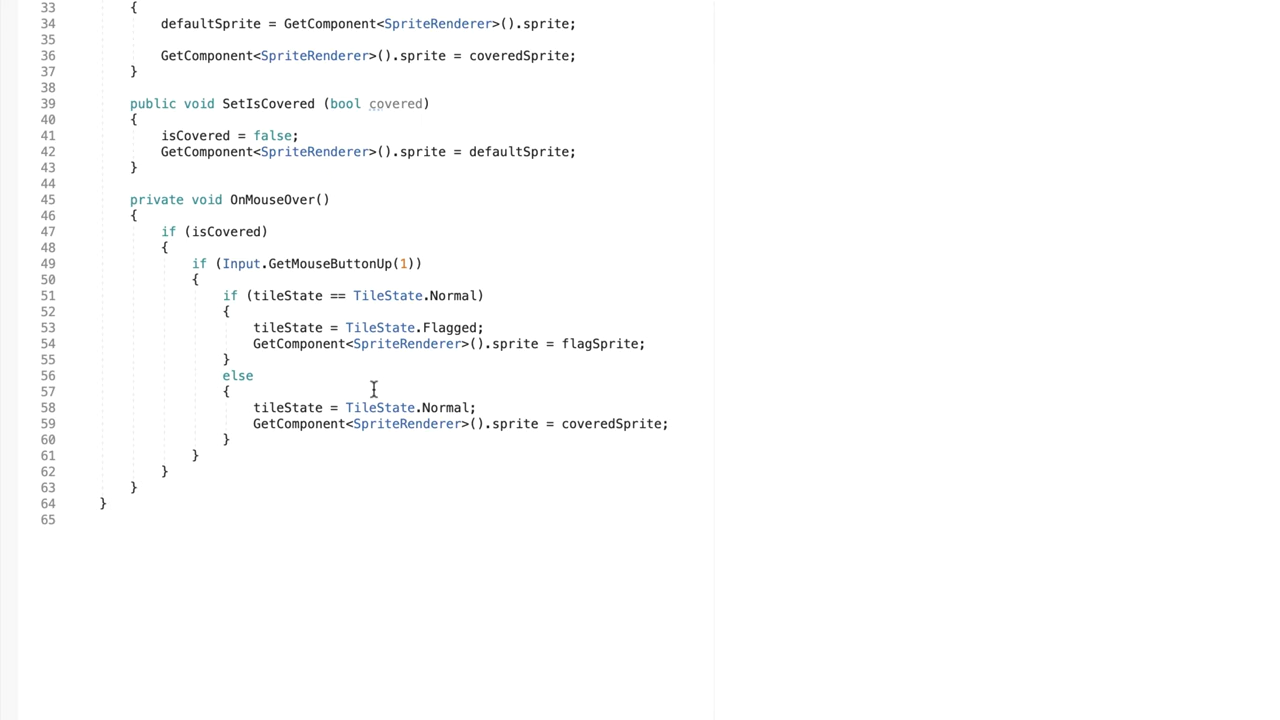 33 {
34 defaultSprite = GetComponent<SpriteRenderer>().sprite;
35
36 GetComponent<SpriteRenderer>().sprite = coveredSprite;
37 }
38
39 public void SetIsCovered (bool covered)
40 {
41 isCovered = false;
42 GetComponent<SpriteRenderer>().sprite = defaultSprite;
43 }
44
45 private void OnMouseOver()
46 {
47 if (isCovered)
48 {
49 if (Input.GetMouseButtonUp(1))
50 {
51 if (tileState == TileState.Normal)
52 {
53 tileState = TileState.Flagged;
54 GetComponent<SpriteRenderer>().sprite = flagSprite;
55 }
56 else
57 {
58 tileState = TileState.Normal;
59 GetComponent<SpriteRenderer>().sprite = coveredSprite;
60 }
61 }
62 }
63 }
64 }
65